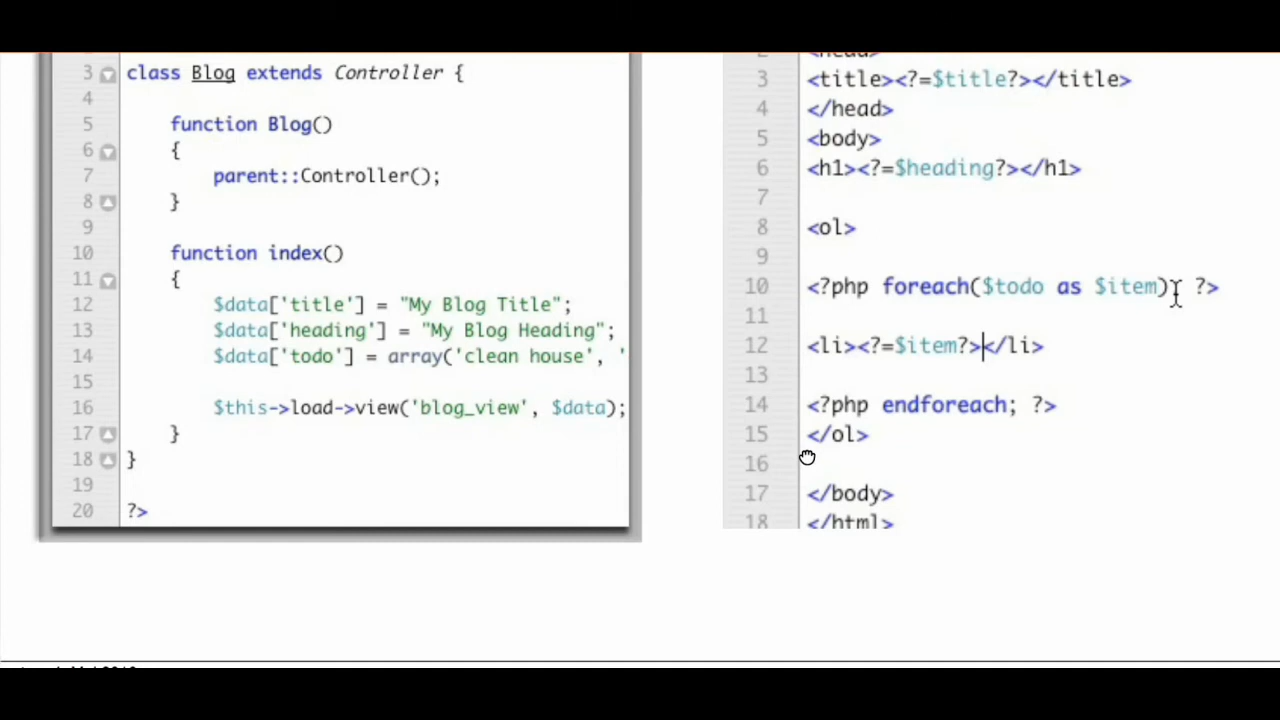 3 class Blog extends Controller {
4
5 function Blog()
6 {
7 parent::Controller();
8 }
9
10 function index()
11 {
12 $data['title'] = "My Blog Title";
13 $data['heading'] = "My Blog Heading";
14 $data['todo'] = array('clean house', '
15
16 $this->load->view('blog_view', $data);
17 }
18 }
19
20 ?>
2 <head>
3 <title><?=$title?></title>
4 </head>
5 <body>
6 <h1><?=$heading?></h1>
7
8 <ol>
9
10 <?php foreach($todo as $item) ?>
11
12 <li><?=$item?></li>
13
14 <?php endforeach; ?>
15 </ol>
16
17 </body>
18 </html>